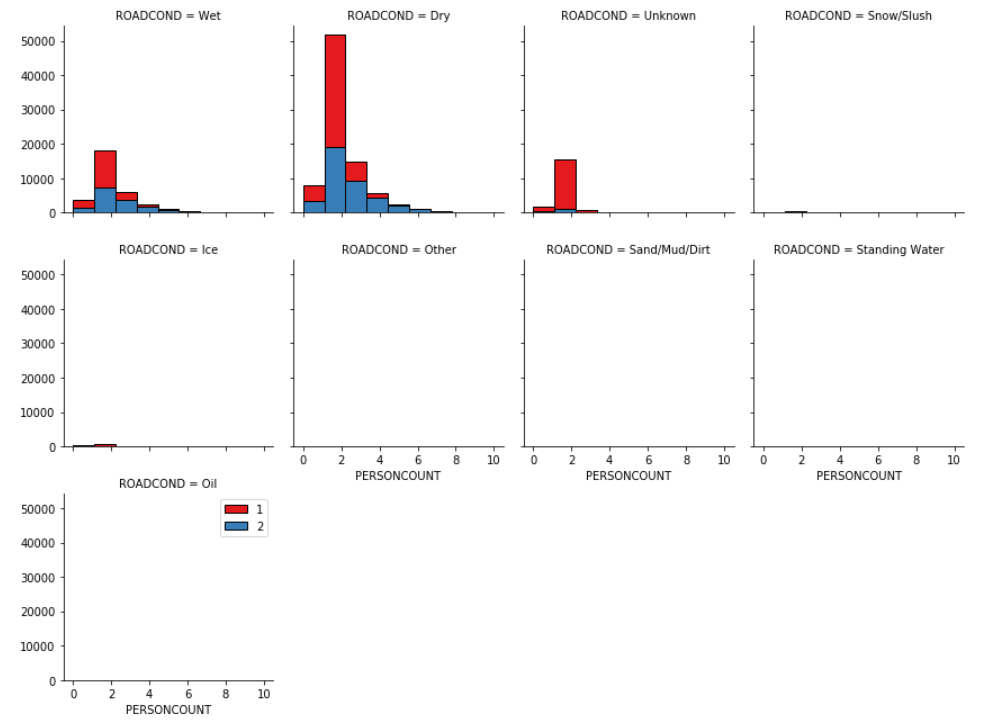 ROADCOND = Wet
ROADCOND = Dry
ROADCOND = Unknown
ROADCOND = Snow/Slush
50000
40000
30000
20000
10000
0
ROADCOND = Ice
ROADCOND = Other
ROADCOND = Sand/Mud/Dirt
ROADCOND = Standing Water
50000
40000
30000
20000
10000
0
0 2 4 6 8 10
PERSONCOUNT
0 2 4 6 8 10
PERSONCOUNT
0 2 4 6 8 10
PERSONCOUNT
ROADCOND = Oil
50000
40000
30000
20000
10000
0
1
2
0 2 4 6 8 10
PERSONCOUNT